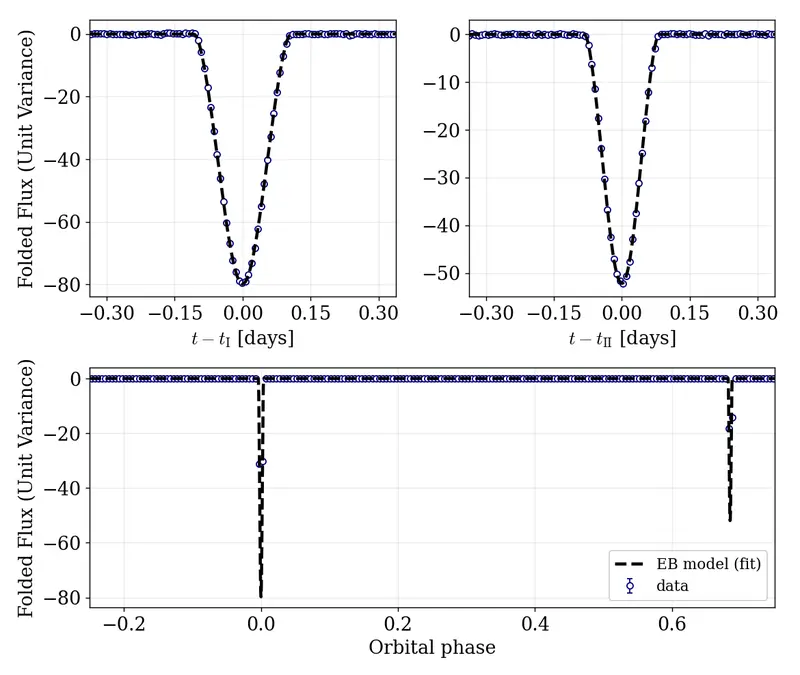 Folded Flux (Unit Variance)
0
−20
−40
−60
−80
−0.30 −0.15 0.00 0.15 0.30
t − tI [days]
0
−10
−20
−30
−40
−50
−0.30 −0.15 0.00 0.15 0.30
t − tII [days]
Folded Flux (Unit Variance)
0
−20
−40
−60
−80
EB model (fit)
data
−0.2 0.0 0.2 0.4 0.6
Orbital phase